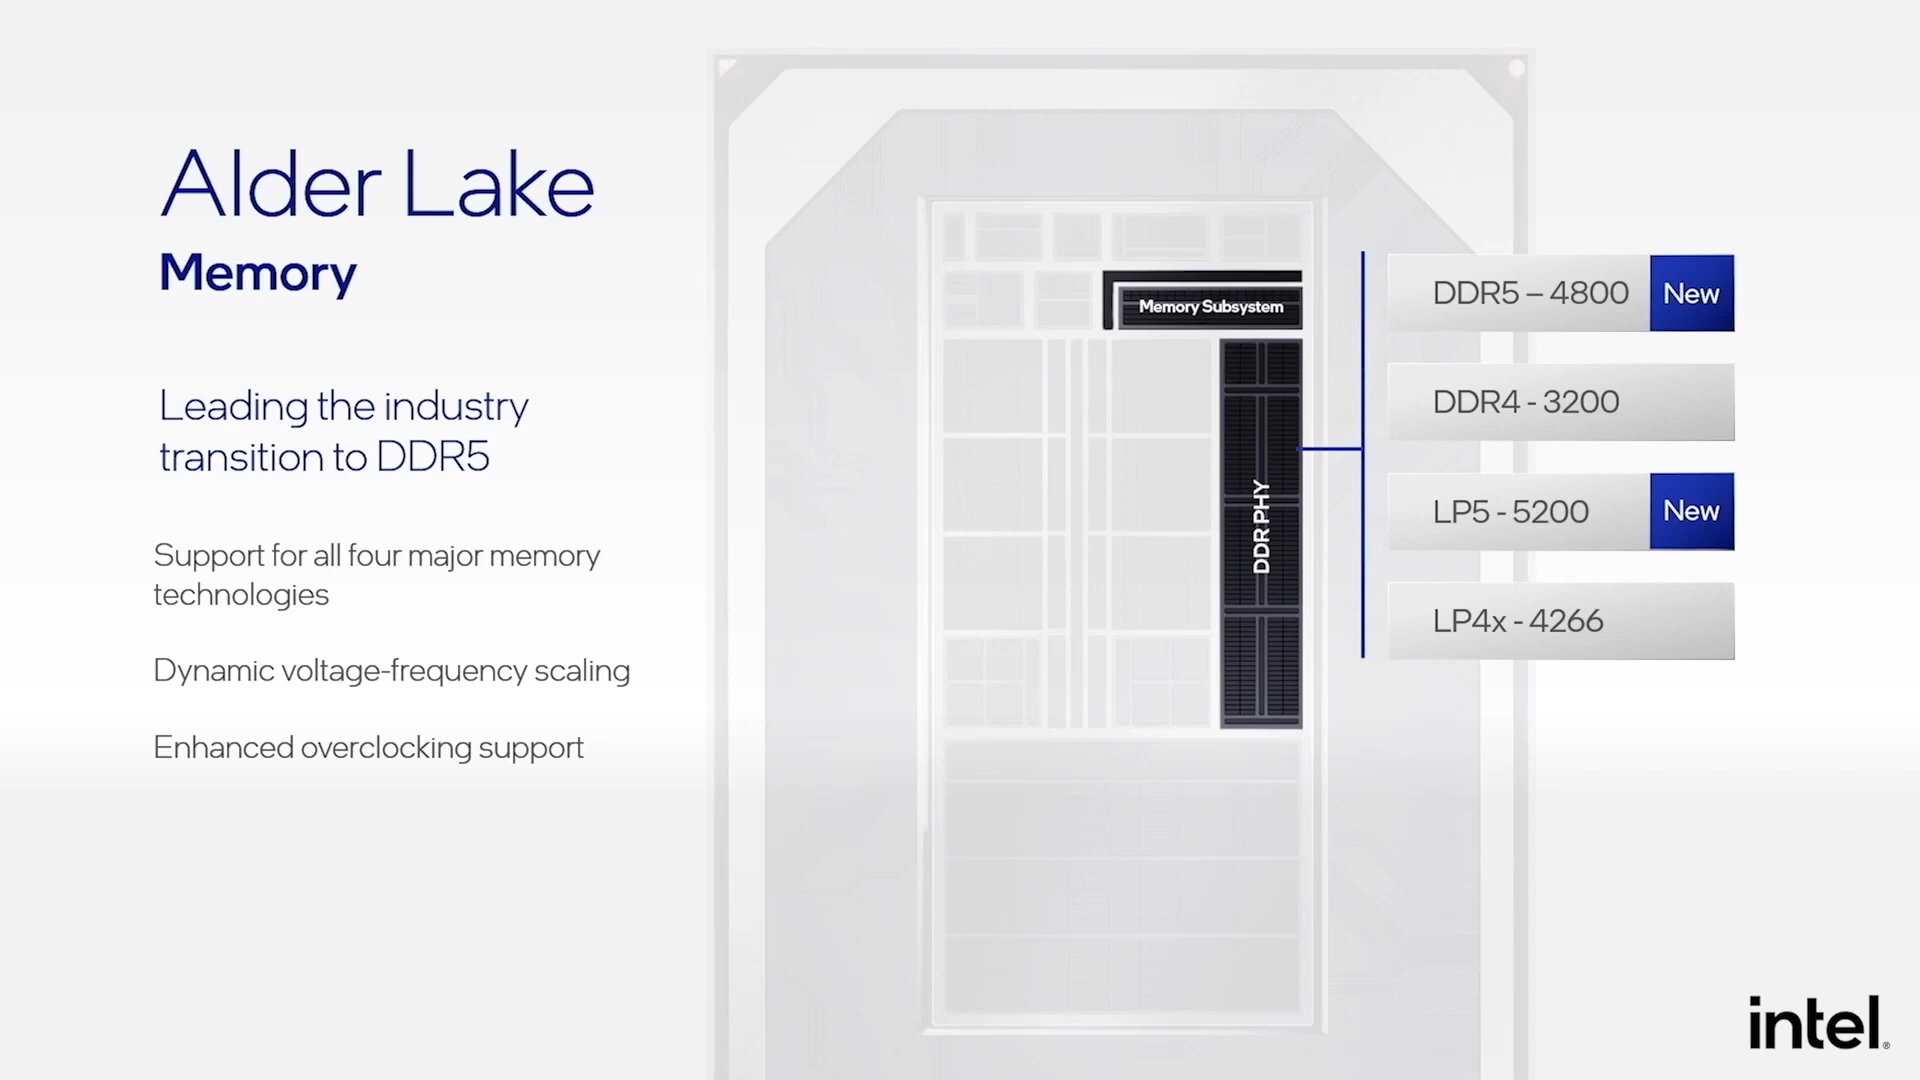 Alder Lake
Memory
Leading the industry
transition to DDR5
Support for all four major memory
technologies
Dynamic voltage-frequency scaling
Enhanced overclocking support
Memory Subsystem
DDR PHY
DDR5 – 4800 New
DDR4 - 3200
LP5 - 5200 New
LP4x - 4266
intel®